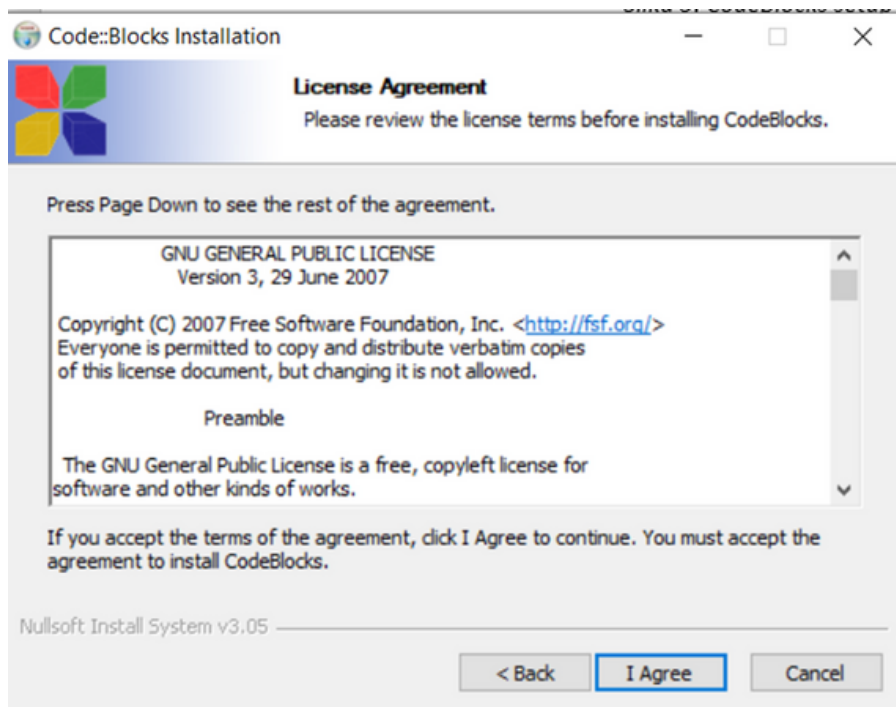 Code::Blocks Installation
License Agreement
Please review the license terms before installing CodeBlocks.
Press Page Down to see the rest of the agreement.
GNU GENERAL PUBLIC LICENSE
Version 3, 29 June 2007
Copyright (C) 2007 Free Software Foundation, Inc. <http://fsf.org/>
Everyone is permitted to copy and distribute verbatim copies
of this license document, but changing it is not allowed.
Preamble
The GNU General Public License is a free, copyleft license for
software and other kinds of works.
If you accept the terms of the agreement, click I Agree to continue. You must accept the
agreement to install CodeBlocks.
Nullsoft Install System v3.05
< Back I Agree Cancel